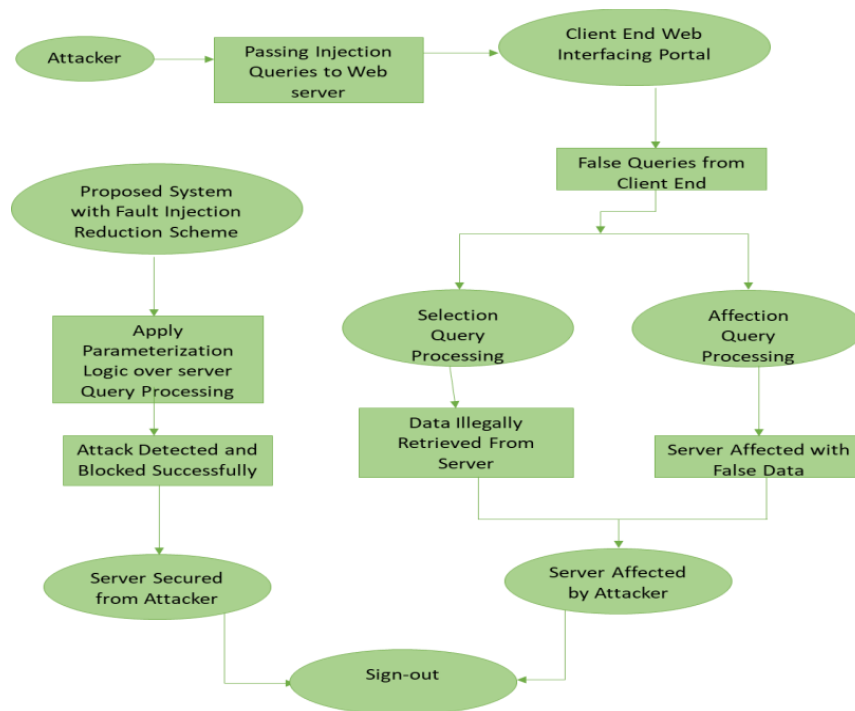 Attacker
Passing Injection
Queries to Web
server
Client End Web
Interfacing Portal
False Queries from
Client End
Proposed System
with Fault Injection
Reduction Scheme
Selection
Query
Processing
Affection
Query
Processing
Apply
Parameterization
Logic over server
Query Processing
Data Illegally
Retrieved From
Server
Attack Detected and
Blocked Successfully
Server Affected with
False Data
Server Secured
from Attacker
Server Affected
by Attacker
Sign-out